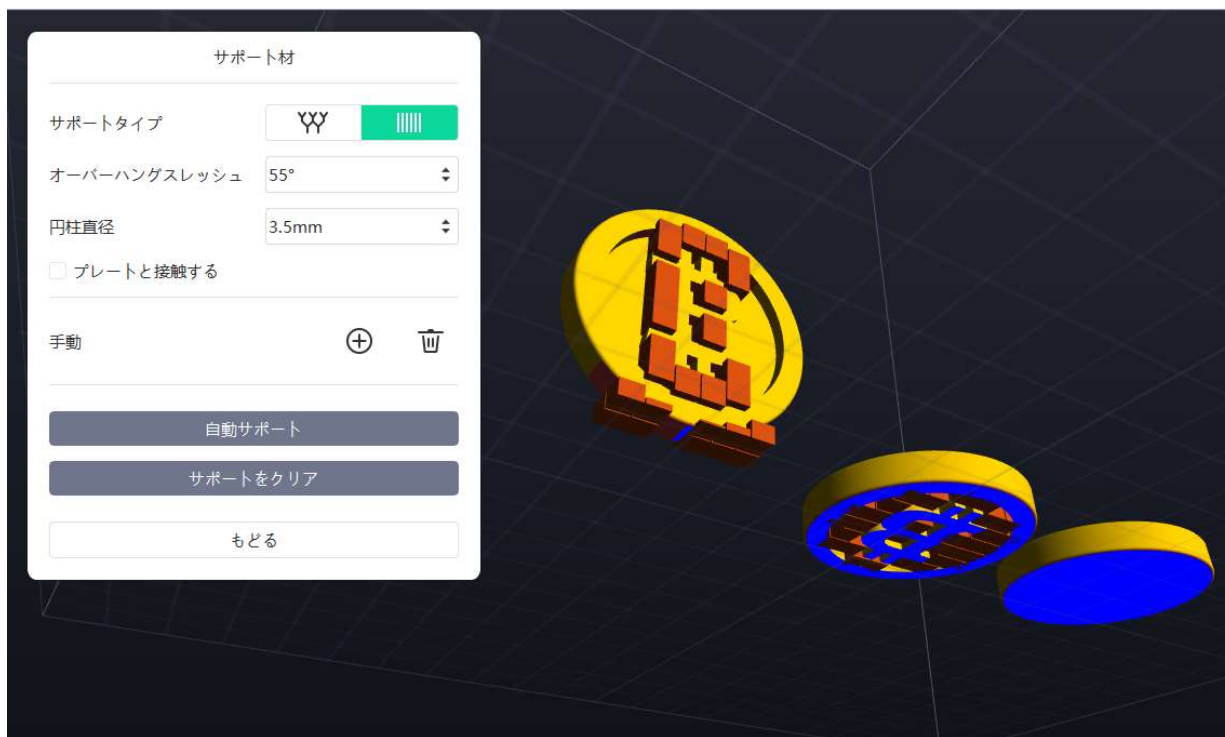 サポート材
サポートタイプ
オーバーハングスレッシュ 55°
円柱直径 3.5mm
プレートと接触する
手動
自動サポート
サポートをクリア
もどる